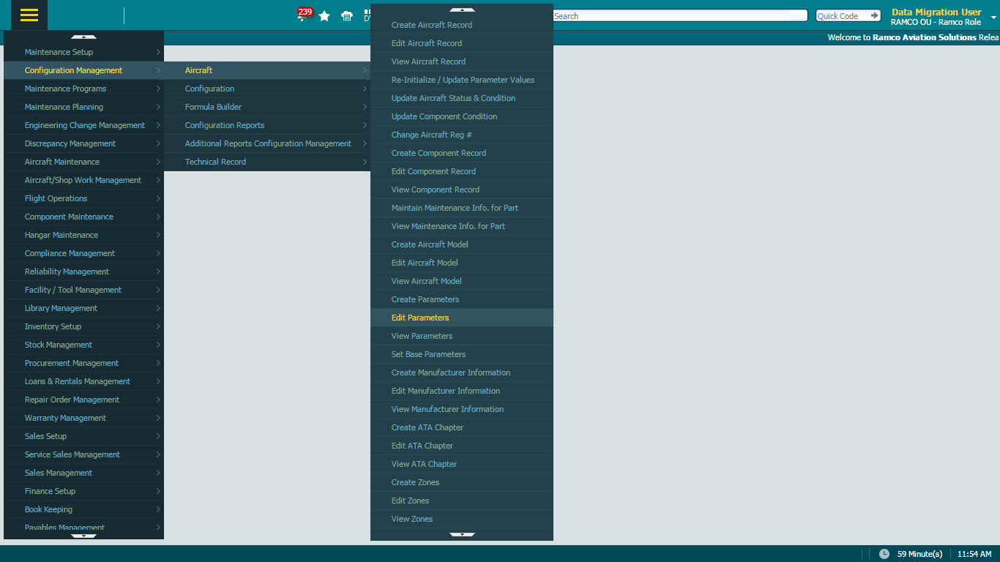 239
Search
Quick Code
Data Migration User
RAMCO OU - Ramco Role
Welcome to Ramco Aviation Solutions Relea
Maintenance Setup
Configuration Management
Maintenance Programs
Maintenance Planning
Engineering Change Management
Discrepancy Management
Aircraft Maintenance
Aircraft/Shop Work Management
Flight Operations
Component Maintenance
Hangar Maintenance
Compliance Management
Reliability Management
Facility / Tool Management
Library Management
Inventory Setup
Stock Management
Procurement Management
Loans & Rentals Management
Repair Order Management
Warranty Management
Sales Setup
Service Sales Management
Sales Management
Finance Setup
Book Keeping
Payables Management
Aircraft
Configuration
Formula Builder
Configuration Reports
Additional Reports Configuration Management
Technical Record
Create Aircraft Record
Edit Aircraft Record
View Aircraft Record
Re-Initialize / Update Parameter Values
Update Aircraft Status & Condition
Update Component Condition
Change Aircraft Reg #
Create Component Record
Edit Component Record
View Component Record
Maintain Maintenance Info. for Part
View Maintenance Info. for Part
Create Aircraft Model
Edit Aircraft Model
View Aircraft Model
Create Parameters
Edit Parameters
View Parameters
Set Base Parameters
Create Manufacturer Information
Edit Manufacturer Information
View Manufacturer Information
Create ATA Chapter
Edit ATA Chapter
View ATA Chapter
Create Zones
Edit Zones
View Zones
59 Minute(s)
11:54 AM